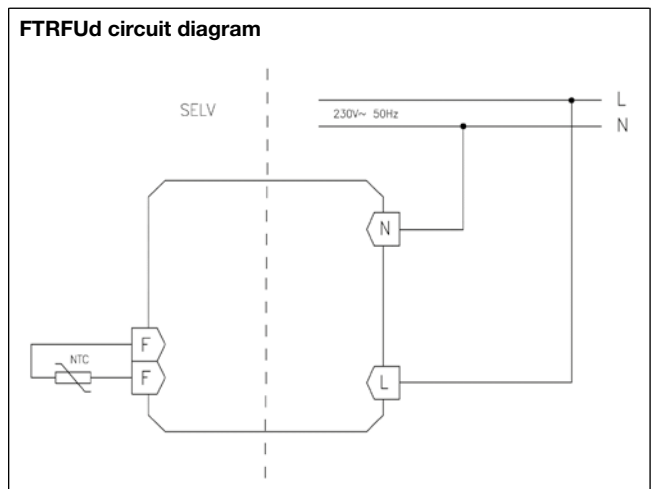 FTRFUd circuit diagram
SELV
L
230V~ 50Hz
N
N
F
NTC
F
L